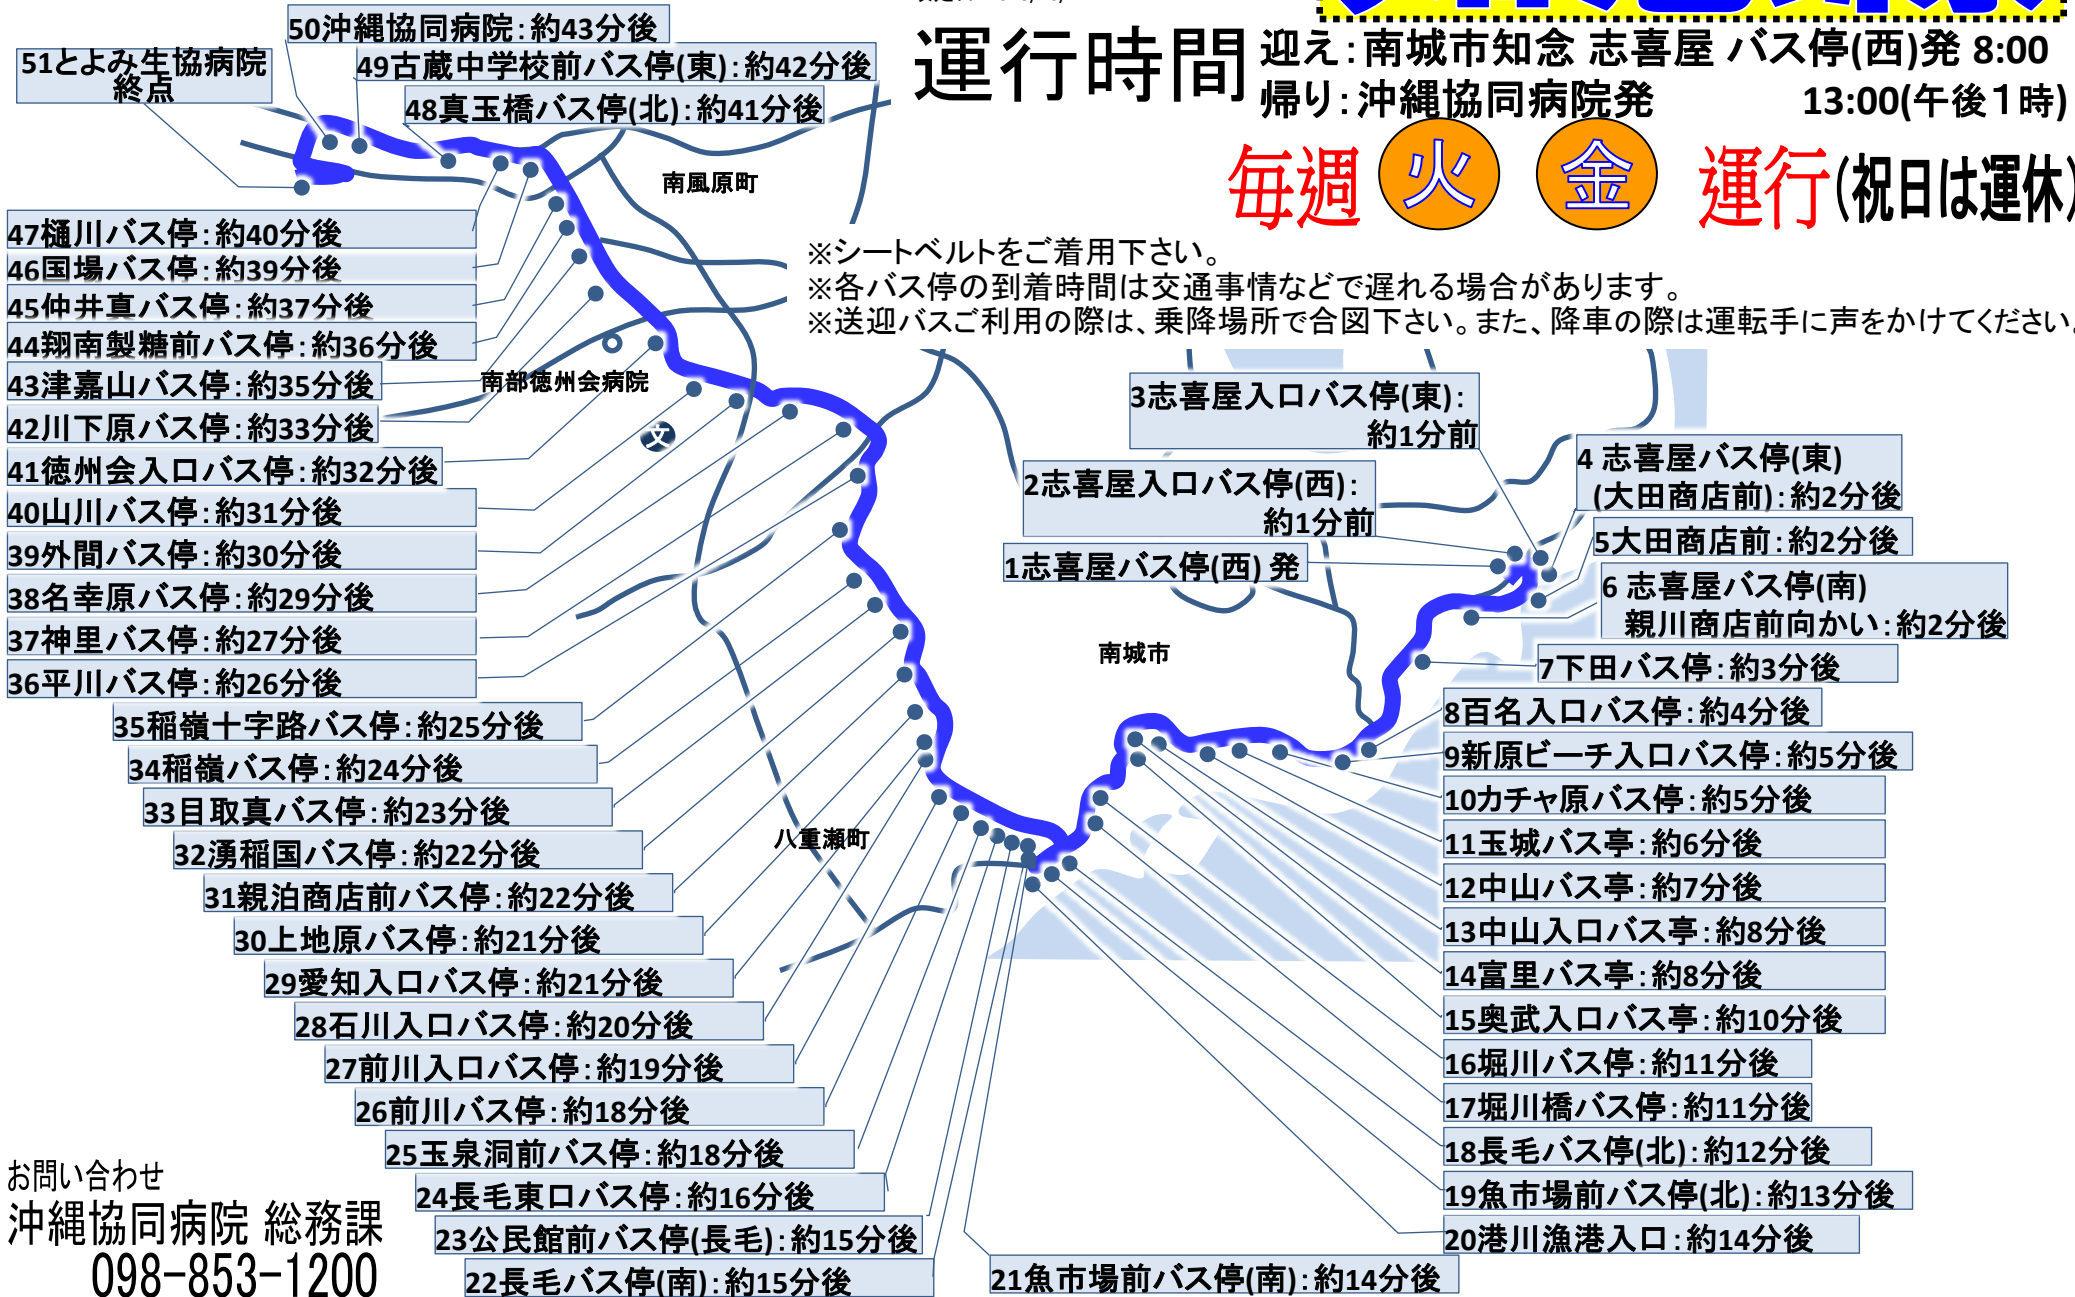 運行時間
迎え：南城市知念 志喜屋 バス停(西)発 8:00
帰り：沖縄協同病院発 13:00(午後１時)
毎週 火 金 運行(祝日は運休)
※シートベルトをご着用下さい。
※各バス停の到着時間は交通事情などで遅れる場合があります。
※送迎バスご利用の際は、乗降場所で合図下さい。また、降車の際は運転手に声をかけてください。
50沖縄協同病院：約43分後
51とよみ生協病院
終点
49古蔵中学校前バス停(東)：約42分後
48真玉橋バス停(北)：約41分後
南風原町
47樋川バス停：約40分後
46国場バス停：約39分後
45仲井真バス停：約37分後
44翔南製糖前バス停：約36分後
43津嘉山バス停：約35分後
南部徳州会病院
文
42川下原バス停：約33分後
41徳州会入口バス停：約32分後
40山川バス停：約31分後
39外間バス停：約30分後
38名幸原バス停：約29分後
37神里バス停：約27分後
36平川バス停：約26分後
35稲嶺十字路バス停：約25分後
34稲嶺バス停：約24分後
33目取真バス停：約23分後
32湧稲国バス停：約22分後
31親泊商店前バス停：約22分後
30上地原バス停：約21分後
29愛知入口バス停：約21分後
28石川入口バス停：約20分後
27前川入口バス停：約19分後
26前川バス停：約18分後
25玉泉洞前バス停：約18分後
24長毛東口バス停：約16分後
23公民館前バス停(長毛)：約15分後
22長毛バス停(南)：約15分後
八重瀬町
南城市
3志喜屋入口バス停(東)：
約1分前
2志喜屋入口バス停(西)：
約1分前
1志喜屋バス停(西) 発
4 志喜屋バス停(東)
(大田商店前)：約2分後
5大田商店前：約2分後
6 志喜屋バス停(南)
親川商店前向かい：約2分後
7下田バス停：約3分後
8百名入口バス停：約4分後
9新原ビーチ入口バス停：約5分後
10カチャ原バス停：約5分後
11玉城バス亭：約6分後
12中山バス亭：約7分後
13中山入口バス亭：約8分後
14富里バス亭：約8分後
15奥武入口バス亭：約10分後
16堀川バス停：約11分後
17堀川橋バス停：約11分後
18長毛バス停(北)：約12分後
19魚市場前バス停(北)：約13分後
20港川漁港入口：約14分後
21魚市場前バス停(南)：約14分後
お問い合わせ
沖縄協同病院 総務課
098-853-1200